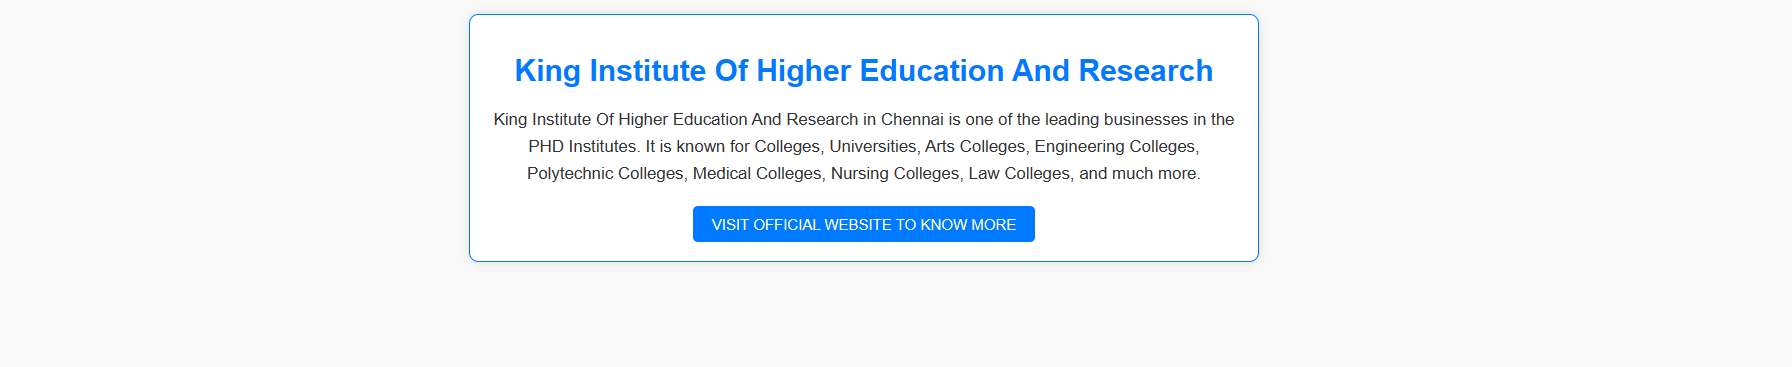 King Institute Of Higher Education And Research
King Institute Of Higher Education And Research in Chennai is one of the leading businesses in the
PHD Institutes. It is known for Colleges, Universities, Arts Colleges, Engineering Colleges,
Polytechnic Colleges, Medical Colleges, Nursing Colleges, Law Colleges, and much more.
VISIT OFFICIAL WEBSITE TO KNOW MORE